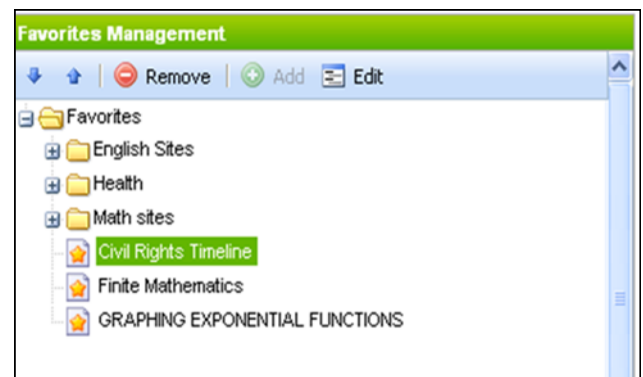 Favorites Management
Remove Add Edit
Favorites
English Sites
Health
Math sites
Civil Rights Timeline
Finite Mathematics
GRAPHING EXPONENTIAL FUNCTIONS